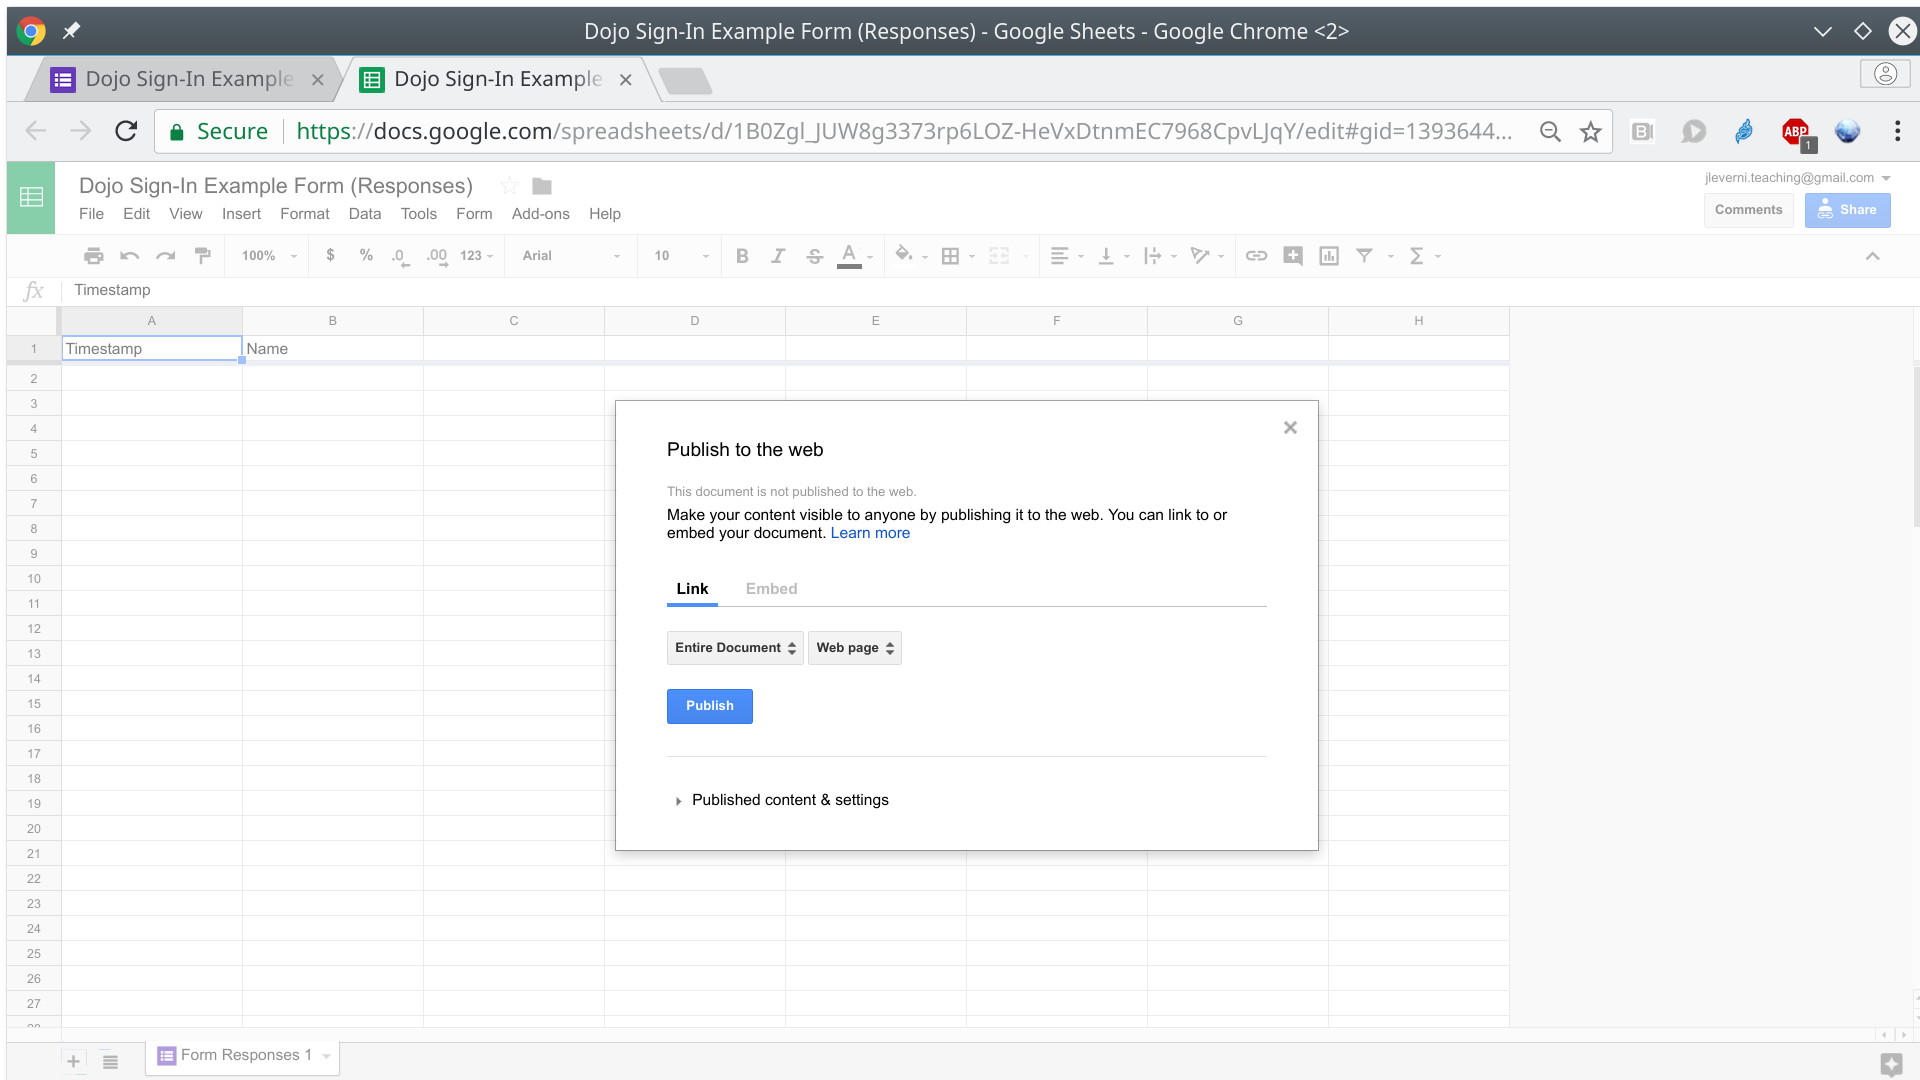 Dojo Sign-In Example Form (Responses) - Google Sheets - Google Chrome <2>
Dojo Sign-In Example
Dojo Sign-In Example
Secure
https://docs.google.com/spreadsheets/d/1B0Zgl_JUW8g3373rp6LOZ-HeVxDtnmEC7968CpvLJqY/edit#gid=1393644...
ABP
1
Dojo Sign-In Example Form (Responses)
jleverni.teaching@gmail.com
File Edit View Insert Format Data Tools Form Add-ons Help
Comments Share
100% $ % .0 .00 123 Arial 10 B I S A Σ
fx Timestamp
A B C D E F G H
1 Timestamp Name
2
3
4
5
6
7
8
9
10
11
12
13
14
15
16
17
18
19
20
21
22
23
24
25
26
27
28
Publish to the web
This document is not published to the web.
Make your content visible to anyone by publishing it to the web. You can link to or
embed your document. Learn more
Link Embed
Entire Document Web page
Publish
Published content & settings
Form Responses 1